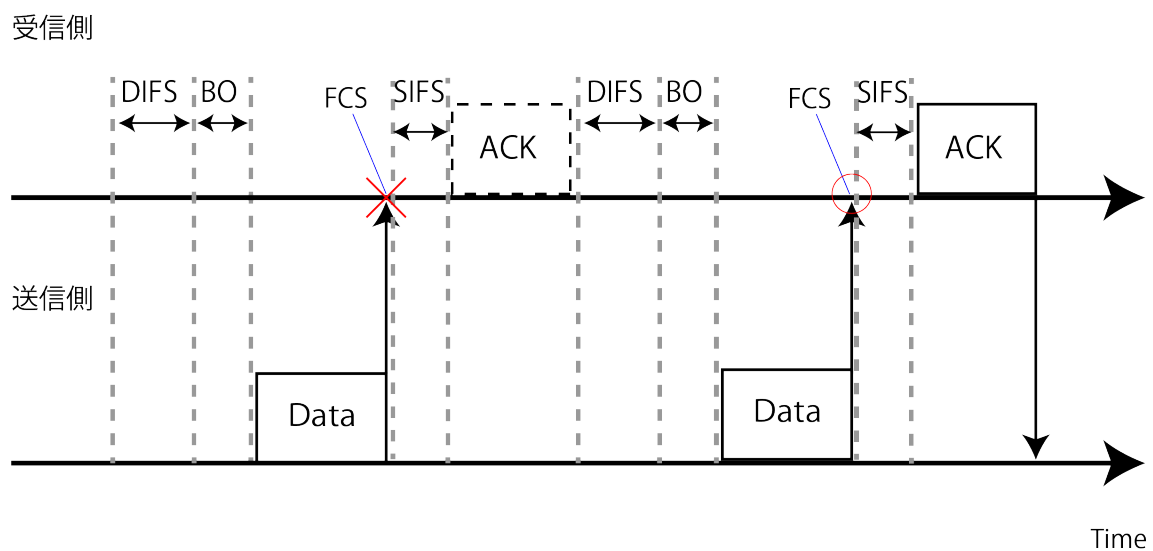 受信側
DIFS BO FCS SIFS DIFS BO FCS SIFS
ACK ACK
送信側
Data Data
Time